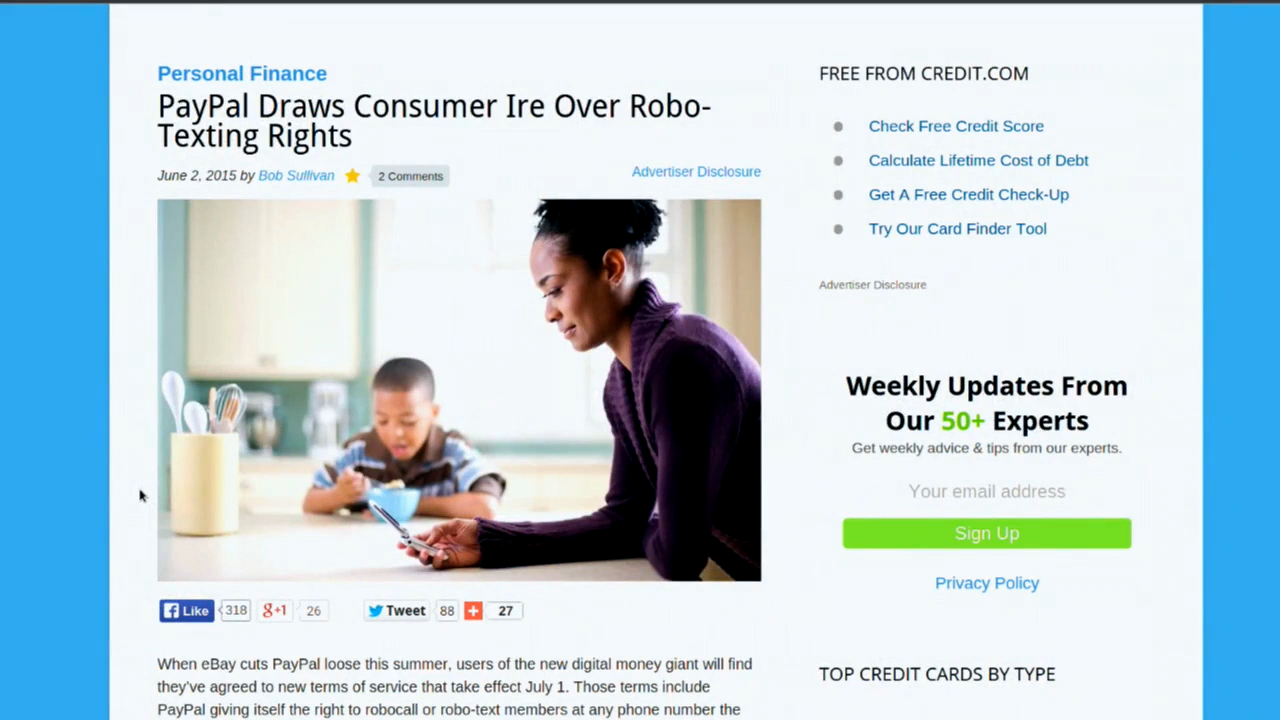 Personal Finance
PayPal Draws Consumer Ire Over Robo-
Texting Rights
June 2, 2015 by Bob Sullivan 2 Comments
Advertiser Disclosure
Like 318 g+1 26 Tweet 88 27
When eBay cuts PayPal loose this summer, users of the new digital money giant will find
they've agreed to new terms of service that take effect July 1. Those terms include
PayPal giving itself the right to robocall or robo-text members at any phone number the
FREE FROM CREDIT.COM
Check Free Credit Score
Calculate Lifetime Cost of Debt
Get A Free Credit Check-Up
Try Our Card Finder Tool
Advertiser Disclosure
Weekly Updates From
Our 50+ Experts
Get weekly advice & tips from our experts.
Your email address
Sign Up
Privacy Policy
TOP CREDIT CARDS BY TYPE